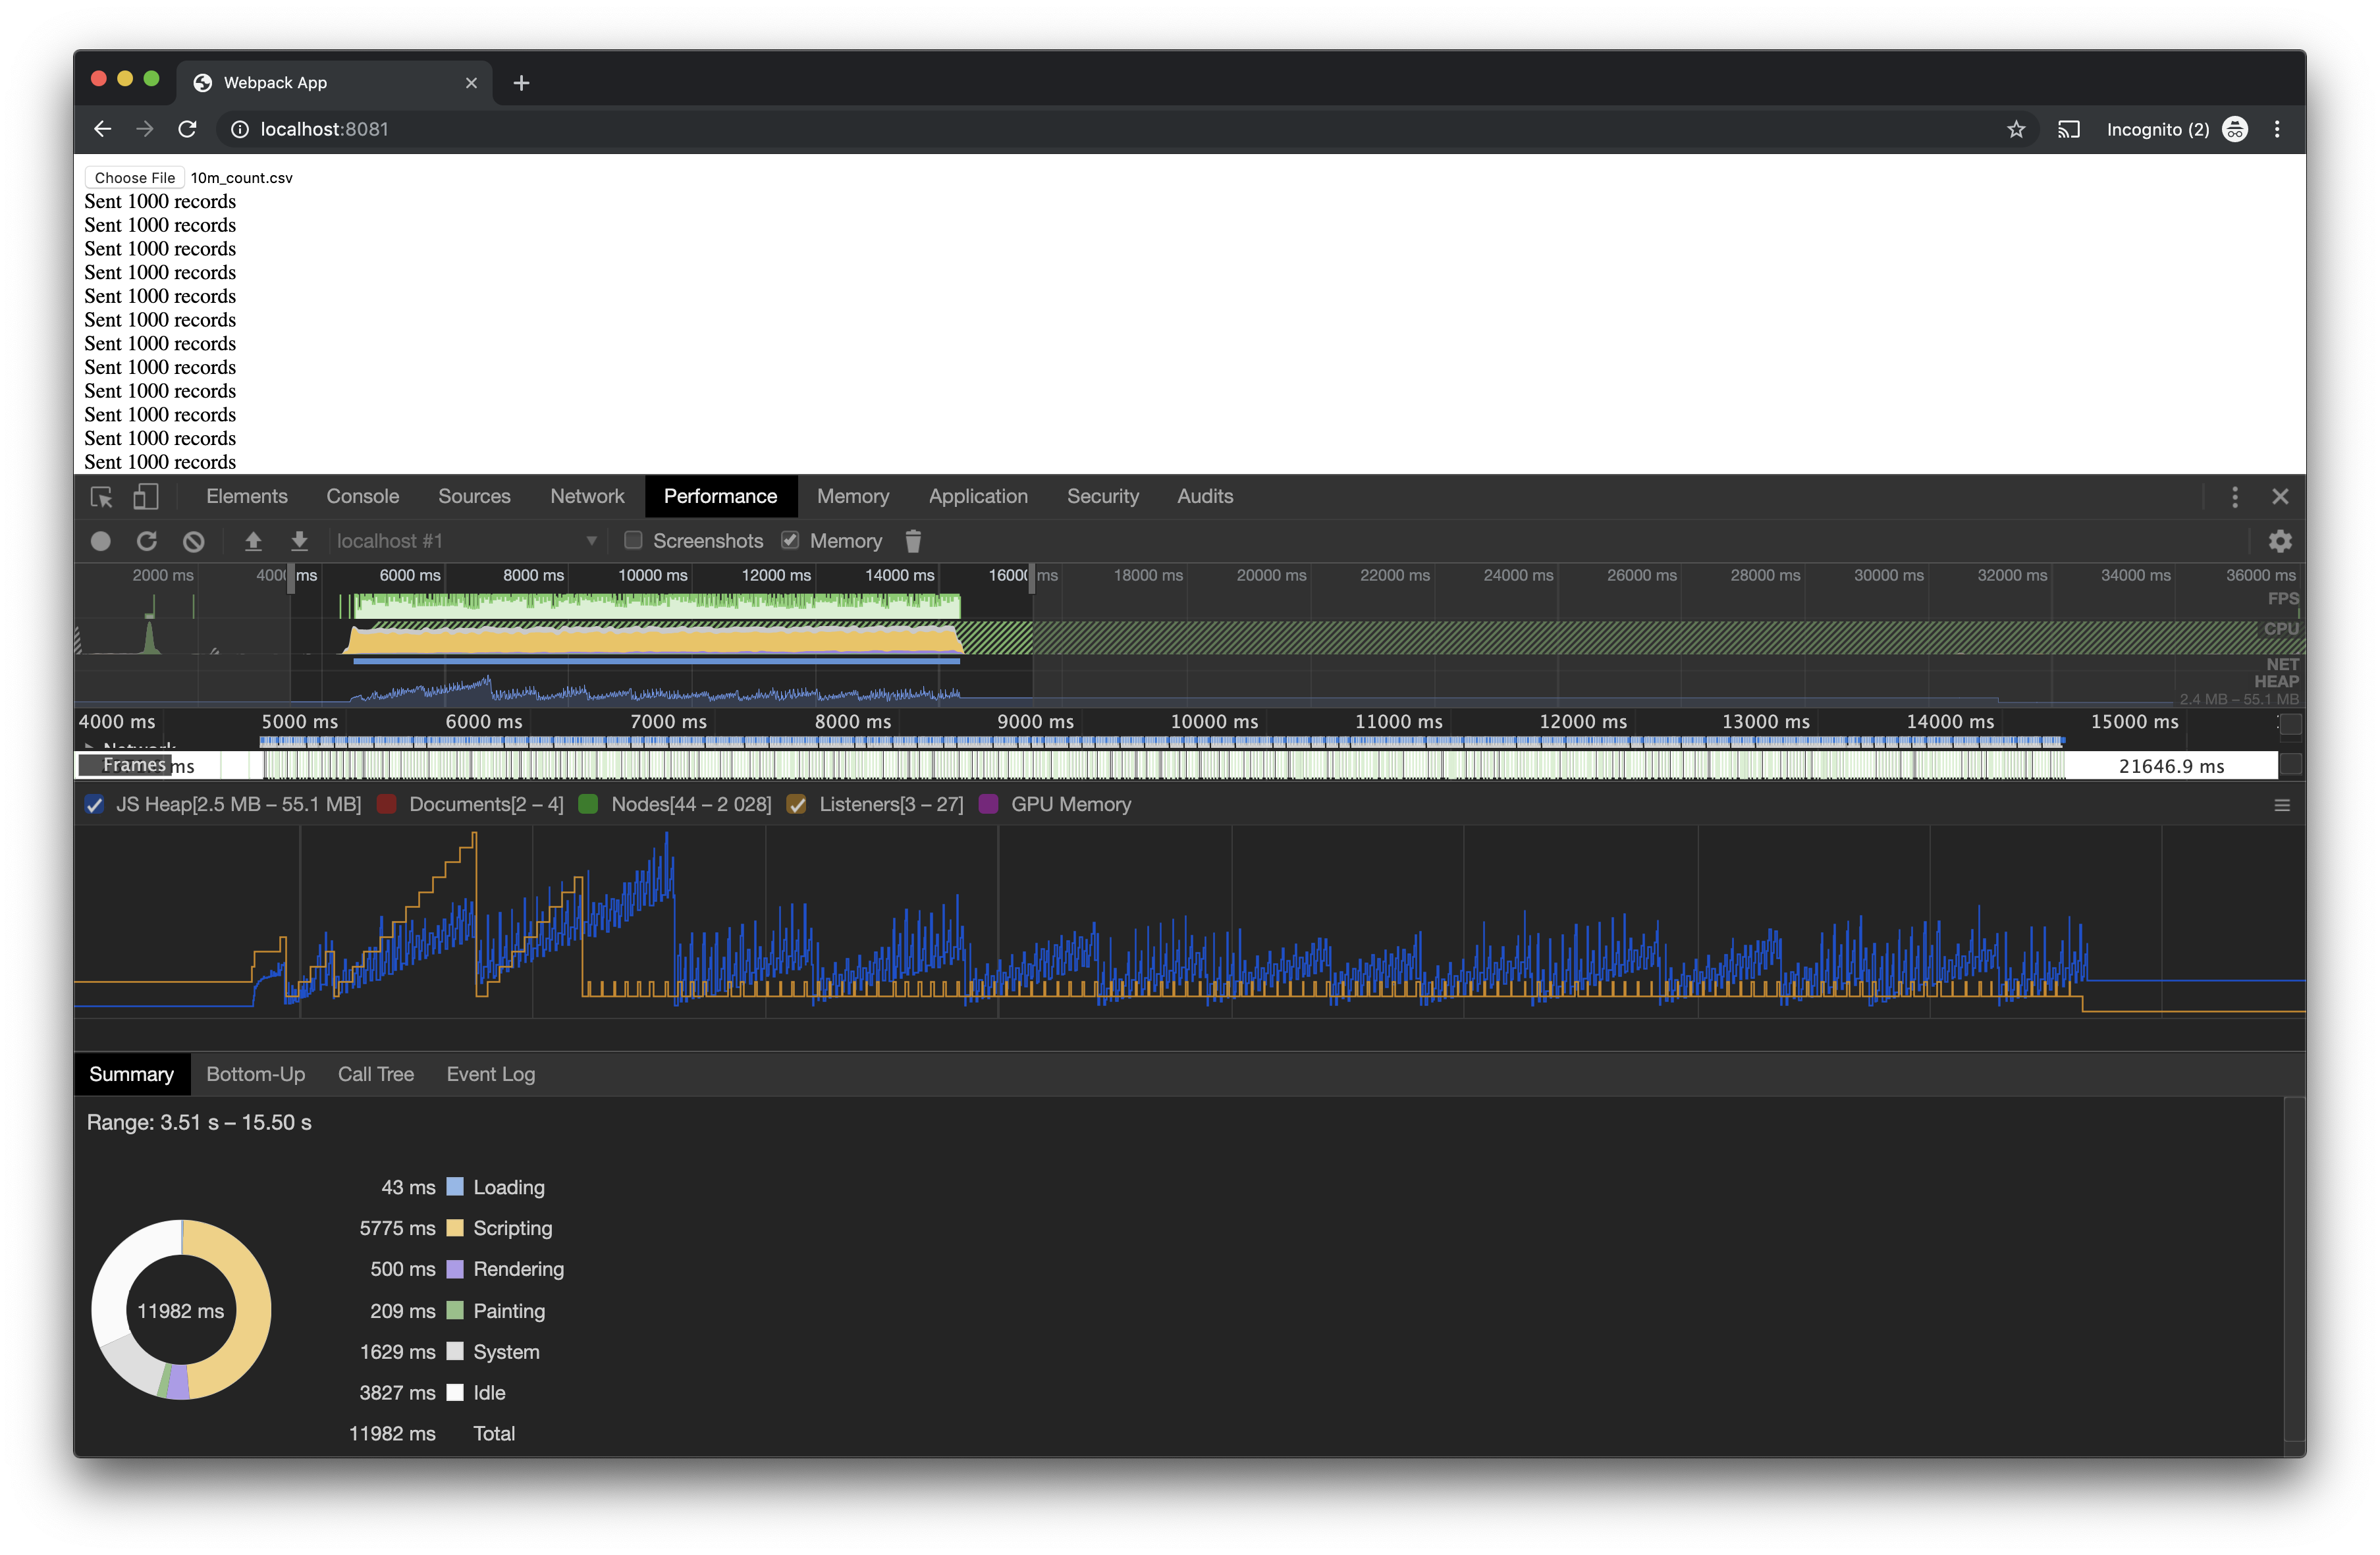 Webpack App
localhost:8081
Incognito (2)
Choose File 10m_count.csv
Sent 1000 records
Sent 1000 records
Sent 1000 records
Sent 1000 records
Sent 1000 records
Sent 1000 records
Sent 1000 records
Sent 1000 records
Sent 1000 records
Sent 1000 records
Sent 1000 records
Sent 1000 records
Elements Console Sources Network Performance Memory Application Security Audits
localhost #1 Screenshots Memory
2000 ms 400 ms 6000 ms 8000 ms 10000 ms 12000 ms 14000 ms 1600 ms 18000 ms 20000 ms 22000 ms 24000 ms 26000 ms 28000 ms 30000 ms 32000 ms 34000 ms 36000 ms
FPS
CPU
NET
HEAP
2.4 MB – 55.1 MB
4000 ms 5000 ms 6000 ms 7000 ms 8000 ms 9000 ms 10000 ms 11000 ms 12000 ms 13000 ms 14000 ms 15000 ms
Network
Frames ms 21646.9 ms
JS Heap[2.5 MB – 55.1 MB] Documents[2 – 4] Nodes[44 – 2 028] Listeners[3 – 27] GPU Memory
Summary Bottom-Up Call Tree Event Log
Range: 3.51 s – 15.50 s
43 ms Loading
5775 ms Scripting
500 ms Rendering
209 ms Painting
1629 ms System
3827 ms Idle
11982 ms Total
11982 ms